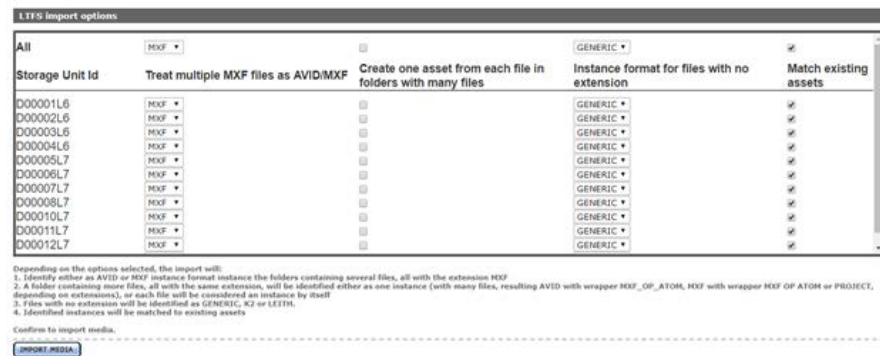 LTFS import options
All MXF GENERIC
Storage Unit Id Treat multiple MXF files as AVID/MXF Create one asset from each file in folders with many files Instance format for files with no extension Match existing assets
D00001L6 MXF GENERIC
D00002L6 MXF GENERIC
D00003L6 MXF GENERIC
D00004L6 MXF GENERIC
D00005L7 MXF GENERIC
D00006L7 MXF GENERIC
D00007L7 MXF GENERIC
D00008L7 MXF GENERIC
D00010L7 MXF GENERIC
D00011L7 MXF GENERIC
D00012L7 MXF GENERIC
Depending on the options selected, the import will:
1. Identify either as AVID or MXF instance format instance the folders containing several files, all with the extension MXF
2. A folder containing more files, all with the same extension, will be identified either as one instance (with many files, resulting AVID with wrapper MXF_OP_ATOM, MXF with wrapper MXF OP ATOM or PROJECT,
depending on extensions), or each file will be considered an instance by itself
3. Files with no extension will be identified as GENERIC, K2 or LEITH.
4. Identified instances will be matched to existing assets
Confirm to import media.
IMPORT MEDIA